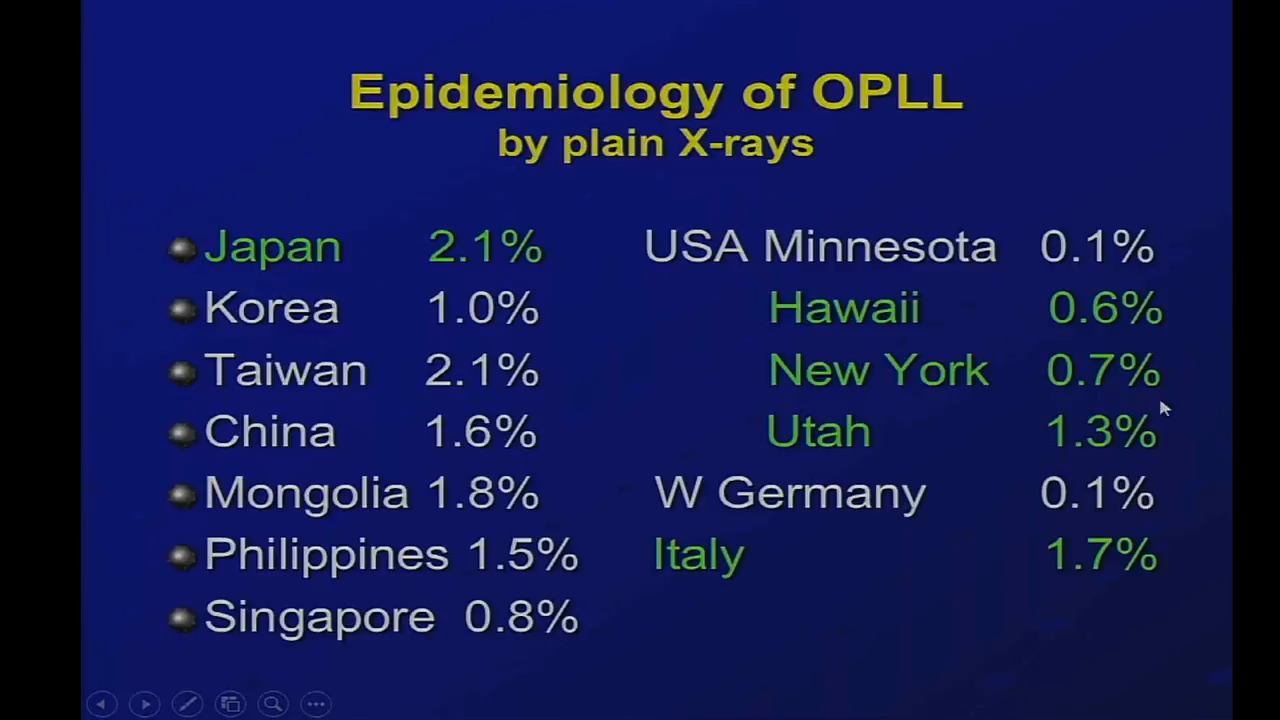 Epidemiology of OPLL
by plain X-rays
Japan 2.1%
Korea 1.0%
Taiwan 2.1%
China 1.6%
Mongolia 1.8%
Philippines 1.5%
Singapore 0.8%
USA Minnesota 0.1%
Hawaii 0.6%
New York 0.7%
Utah 1.3%
W Germany 0.1%
Italy 1.7%